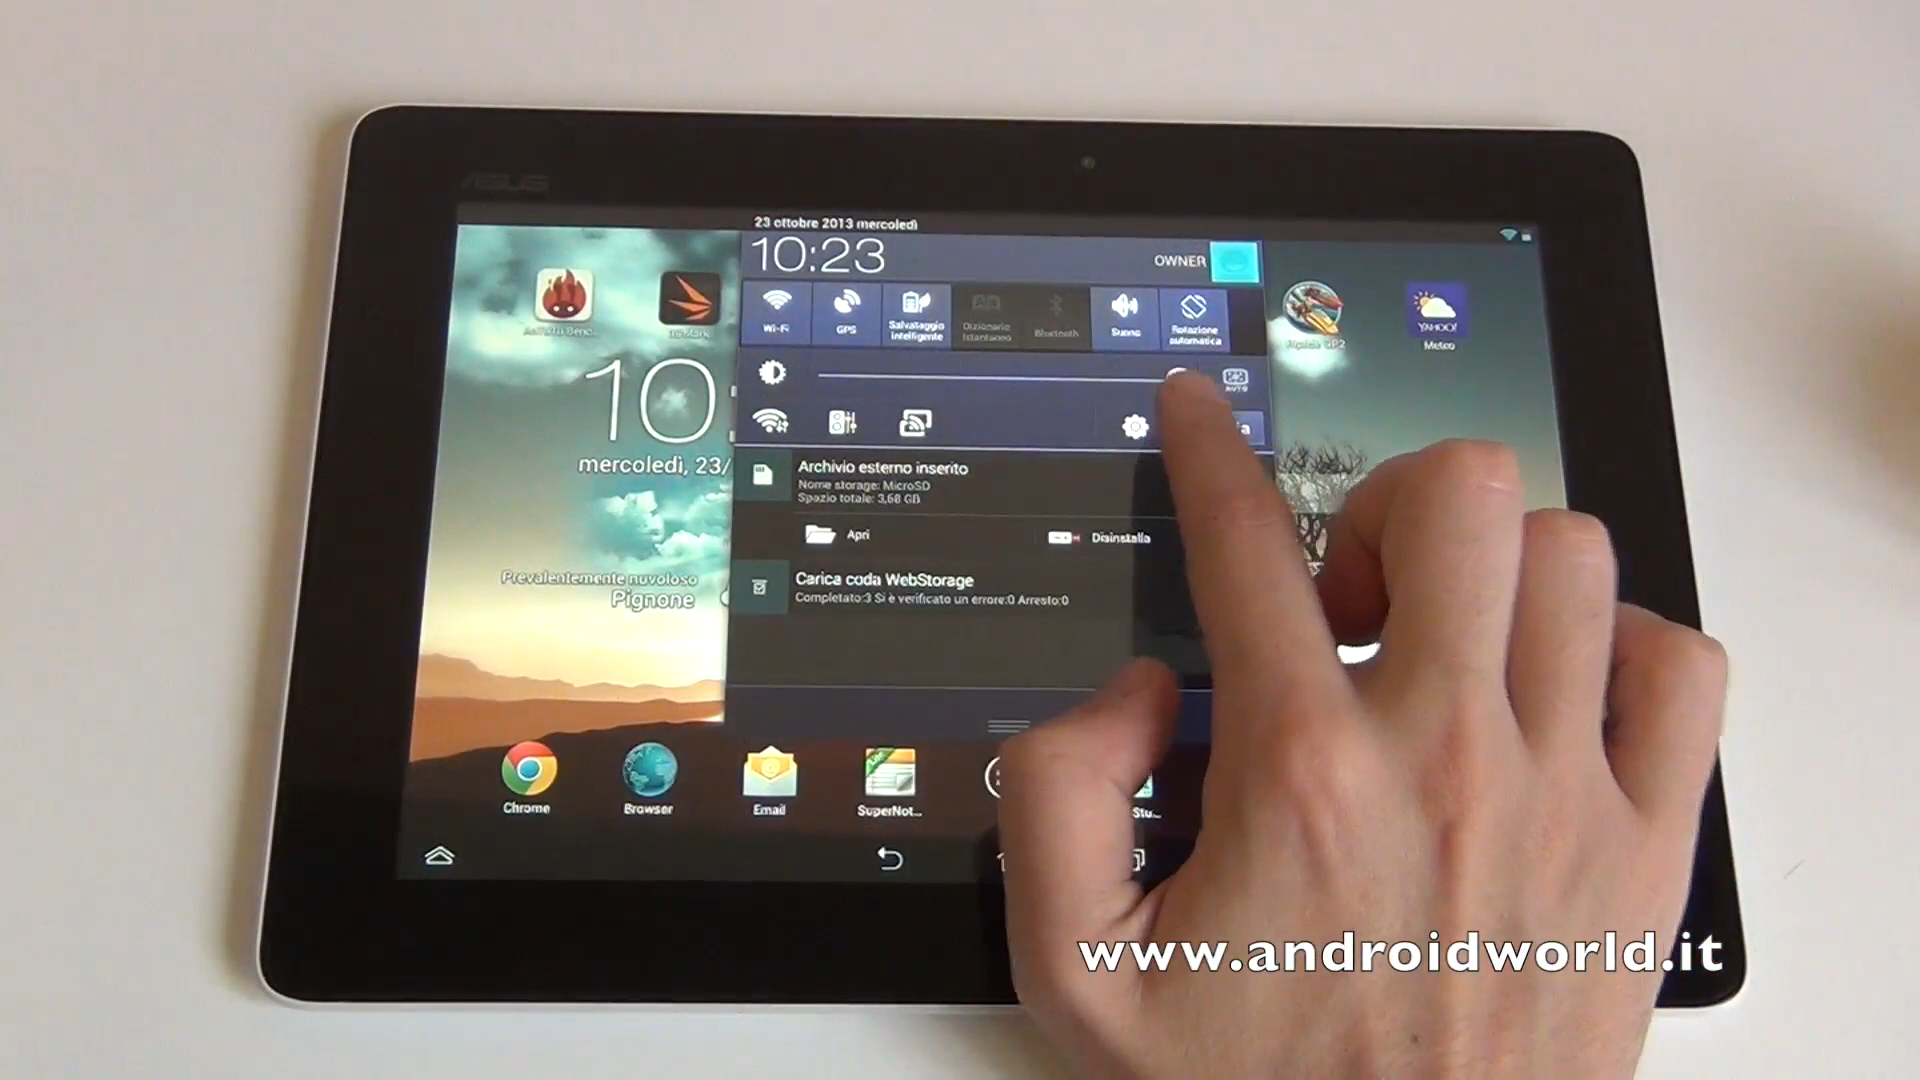 ASUS
23 ottobre 2013 mercoledì
10:23
OWNER
Wi-Fi
GPS
Salvataggio
intelligente
Dizionario
istantaneo
Bluetooth
Suono
Rotazione
automatica
AUTO
YAHOO!
Meteo
10
mercoledì, 23/
Archivio esterno inserito
Nome storage: MicroSD
Spazio totale: 3,68 GB
Apri
Disinstalla
Prevalentemente nuvoloso
Pignone
Carica coda WebStorage
Completato:3 Si è verificato un errore:0 Arresto:0
Chrome
Browser
Email
SuperNot...
Stu...
www.androidworld.it